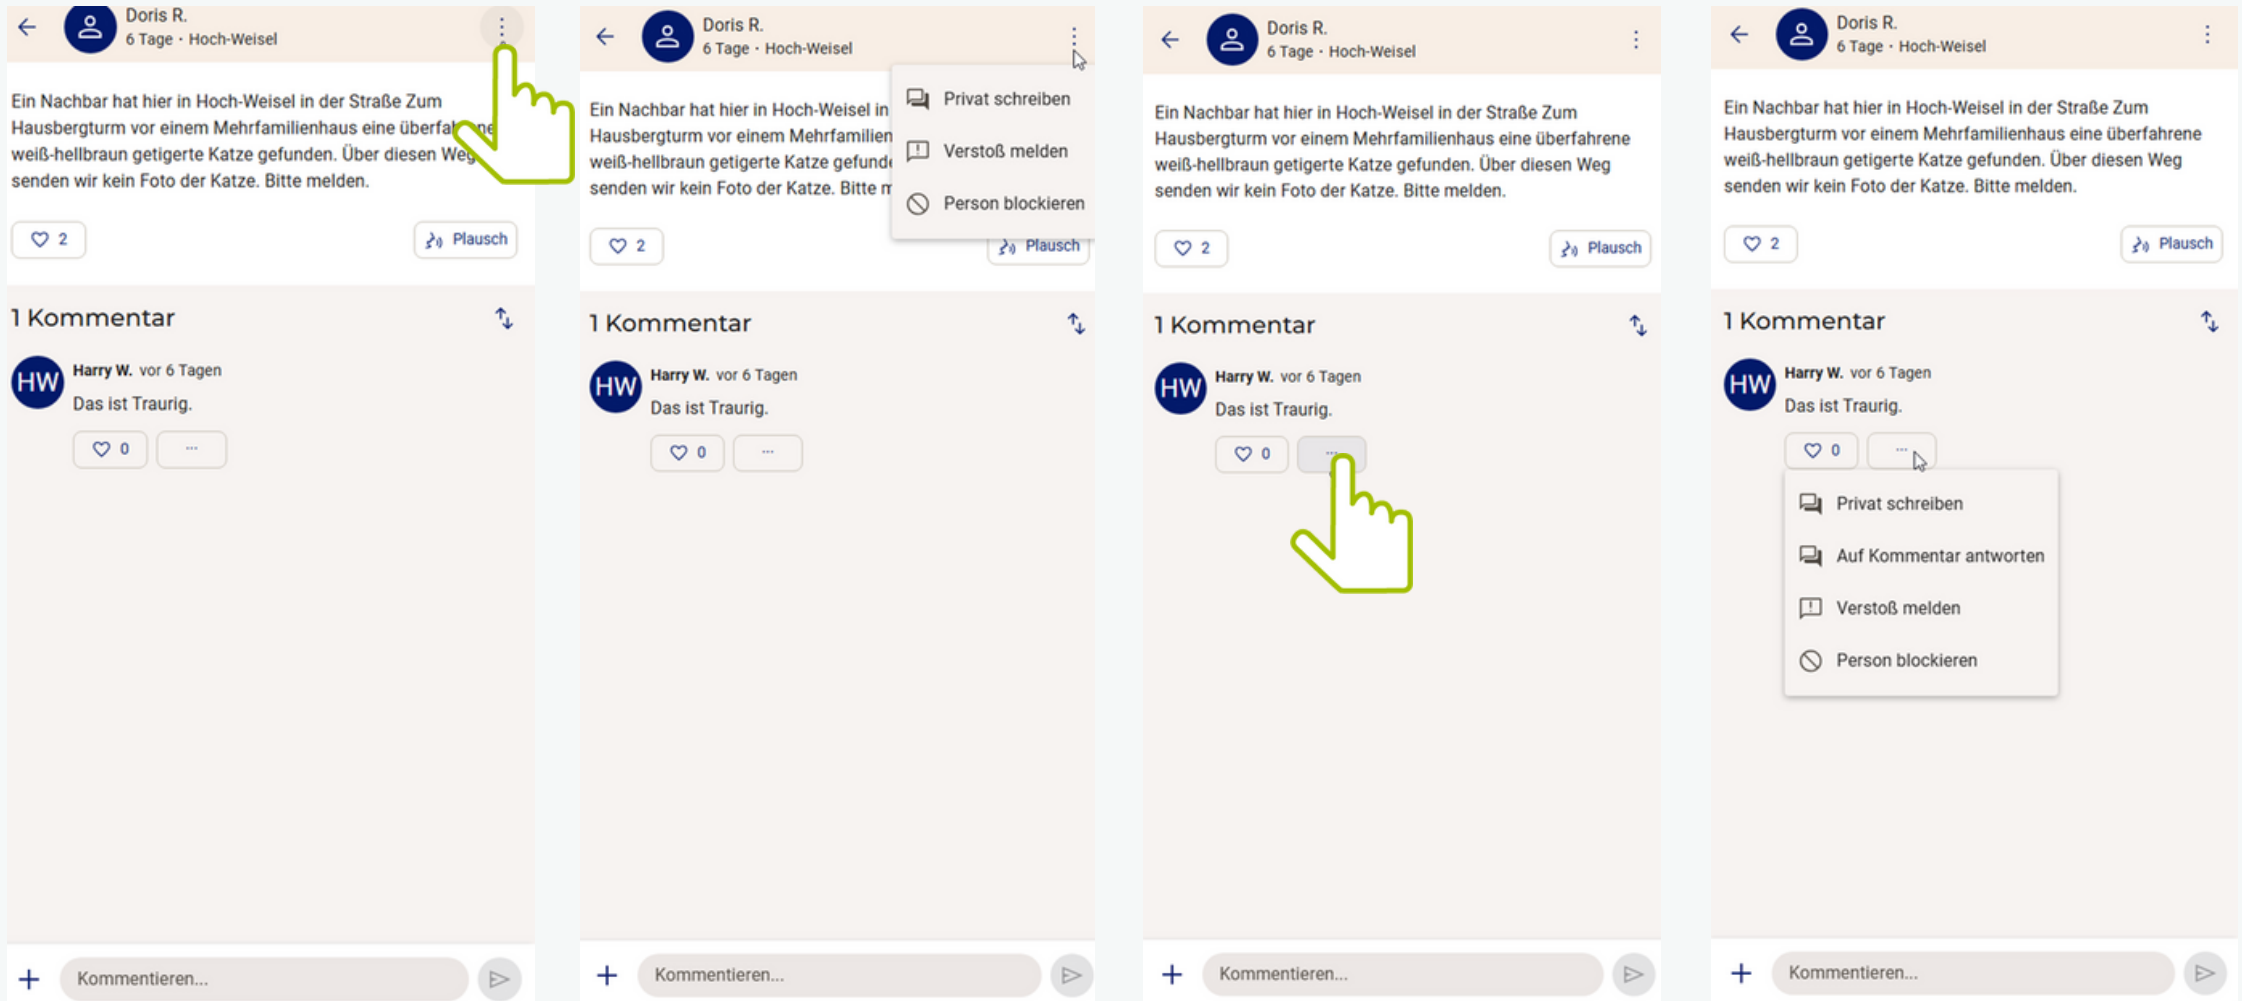 Doris R.
6 Tage · Hoch-Weisel
Ein Nachbar hat hier in Hoch-Weisel in der Straße Zum
Hausbergturm vor einem Mehrfamilienhaus eine
weiß-hellbraun getigerte Katze gefunden. Über diesen Weg
senden wir kein Foto der Katze. Bitte melden.
2
Plausch
1 Kommentar
HW
Harry W. vor 6 Tagen
Das ist Traurig.
0
...
Kommentieren...
Doris R.
6 Tage · Hoch-Weisel
Ein Nachbar hat hier in Hoch-Weisel in
Hausbergturm vor einem Mehrfamilien
weiß-hellbraun getigerte Katze gefunde
senden wir kein Foto der Katze. Bitte m
Privat schreiben
Verstoß melden
Person blockieren
2
Plausch
1 Kommentar
HW
Harry W. vor 6 Tagen
Das ist Traurig.
0
...
Kommentieren...
Doris R.
6 Tage · Hoch-Weisel
Ein Nachbar hat hier in Hoch-Weisel in der Straße Zum
Hausbergturm vor einem Mehrfamilienhaus eine überfahrene
weiß-hellbraun getigerte Katze gefunden. Über diesen Weg
senden wir kein Foto der Katze. Bitte melden.
2
Plausch
1 Kommentar
HW
Harry W. vor 6 Tagen
Das ist Traurig.
0
...
Kommentieren...
Doris R.
6 Tage · Hoch-Weisel
Ein Nachbar hat hier in Hoch-Weisel in der Straße Zum
Hausbergturm vor einem Mehrfamilienhaus eine überfahrene
weiß-hellbraun getigerte Katze gefunden. Über diesen Weg
senden wir kein Foto der Katze. Bitte melden.
2
Plausch
1 Kommentar
HW
Harry W. vor 6 Tagen
Das ist Traurig.
0
...
Privat schreiben
Auf Kommentar antworten
Verstoß melden
Person blockieren
Kommentieren...